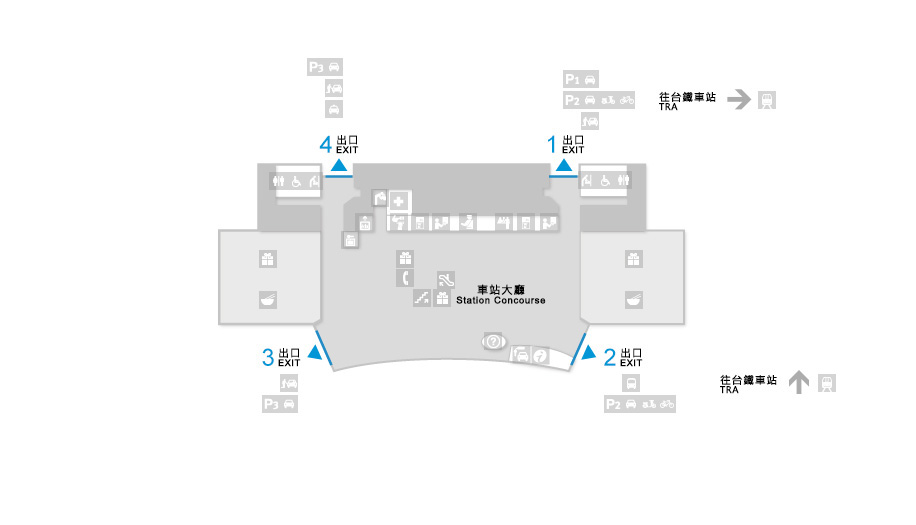 P3
P1
P2
往台鐵車站
TRA
4 出口
EXIT
1 出口
EXIT
車站大廳
Station Concourse
3 出口
EXIT
2 出口
EXIT
往台鐵車站
TRA
P3
P2